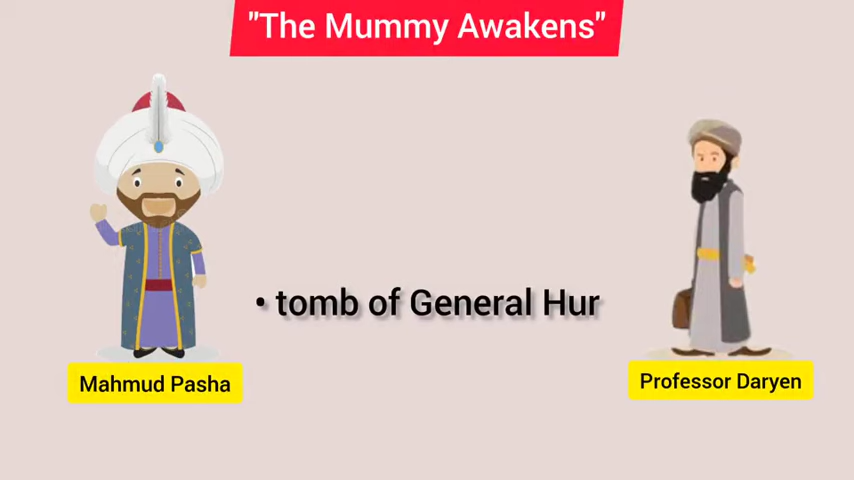 "The Mummy Awakens"
• tomb of General Hur
Mahmud Pasha
Professor Daryen